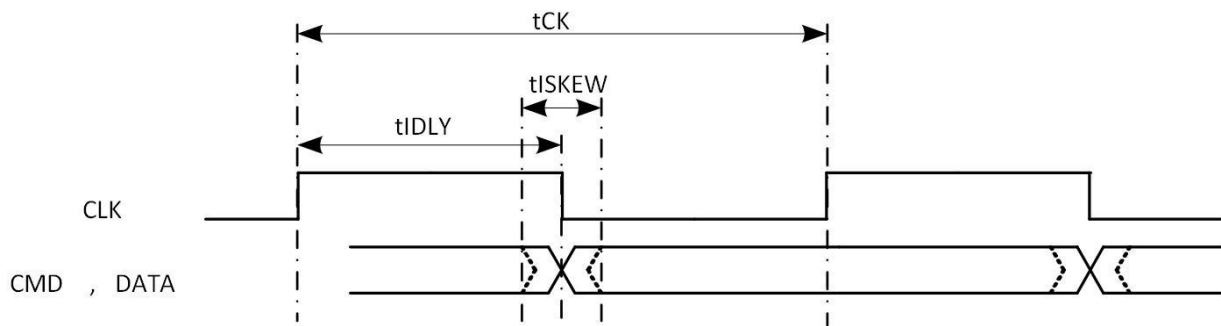 tCK
tISKEW
tIDLY
CLK
CMD , DATA